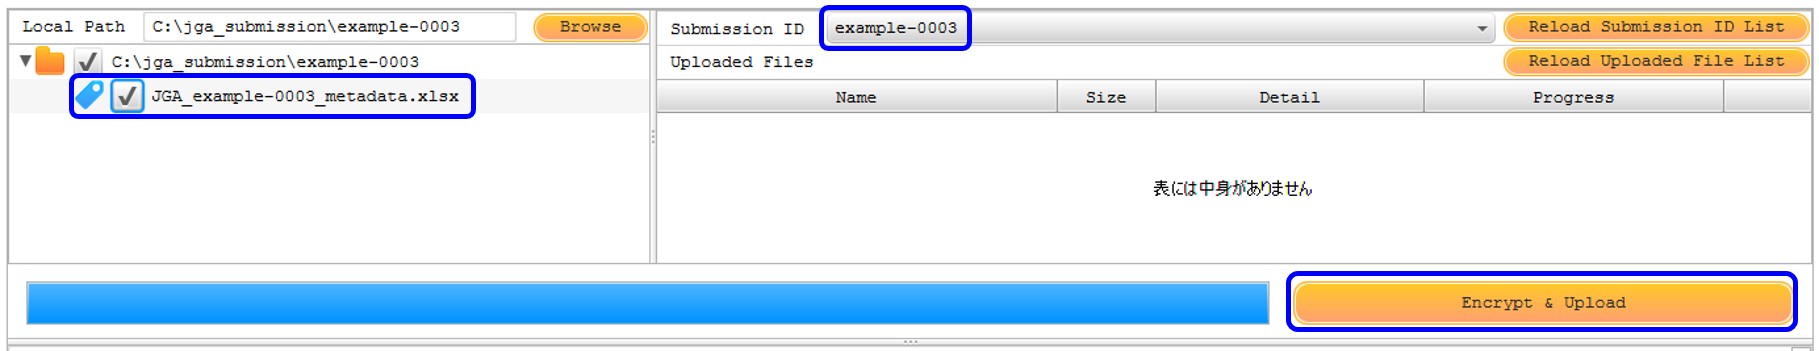 Local Path C:\jga_submission\example-0003 Browse
C:\jga_submission\example-0003
JGA_example-0003_metadata.xlsx
Submission ID example-0003 Reload Submission ID List
Uploaded Files Reload Uploaded File List
Name Size Detail Progress
表には中身がありません
Encrypt & Upload